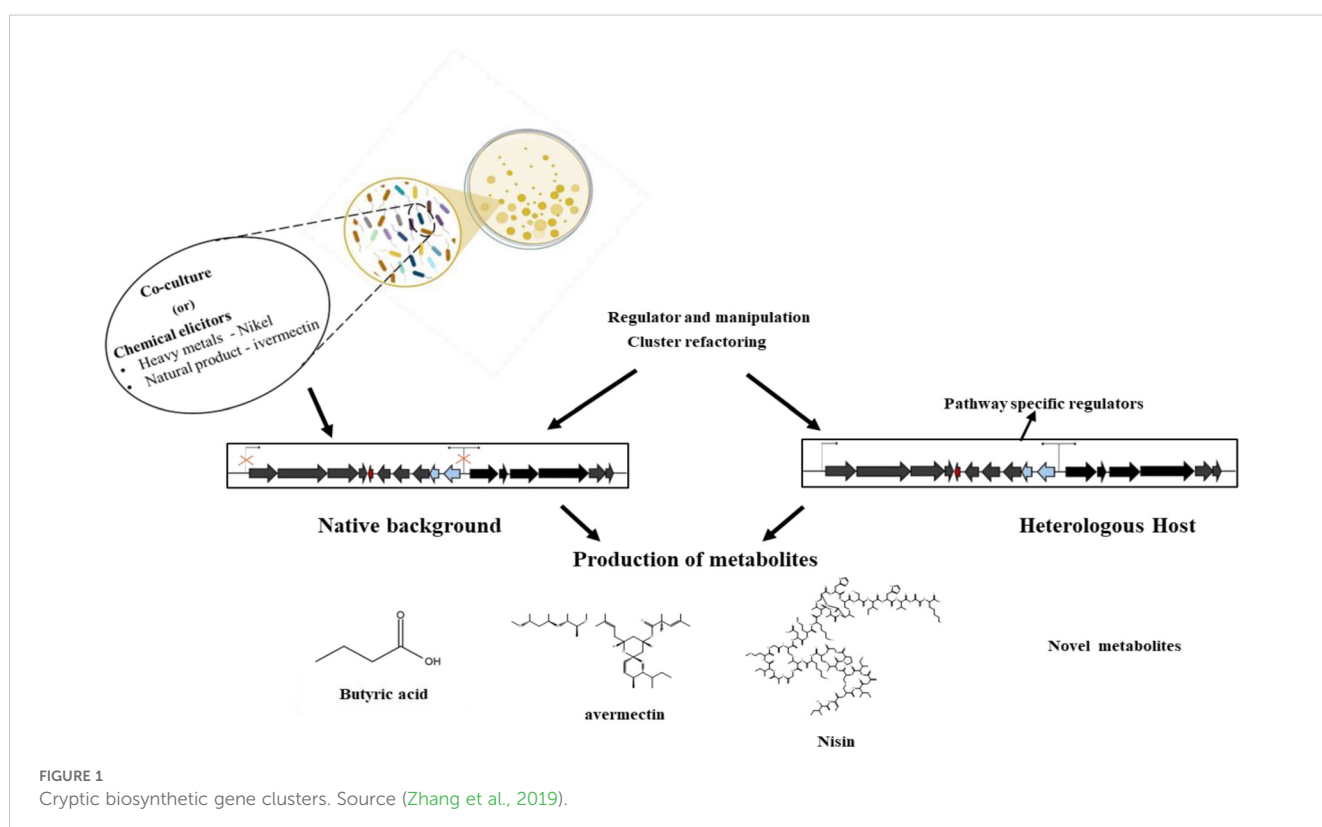 Co-culture
(or)
Chemical elicitors
• Heavy metals - Nikel
• Natural product - ivermectin
Regulator and manipulation
Cluster refactoring
Pathway specific regulators
Native background
Heterologous Host
Production of metabolites
O
OH
Butyric acid
avermectin
Nisin
Novel metabolites
FIGURE 1
Cryptic biosynthetic gene clusters. Source (Zhang et al., 2019).